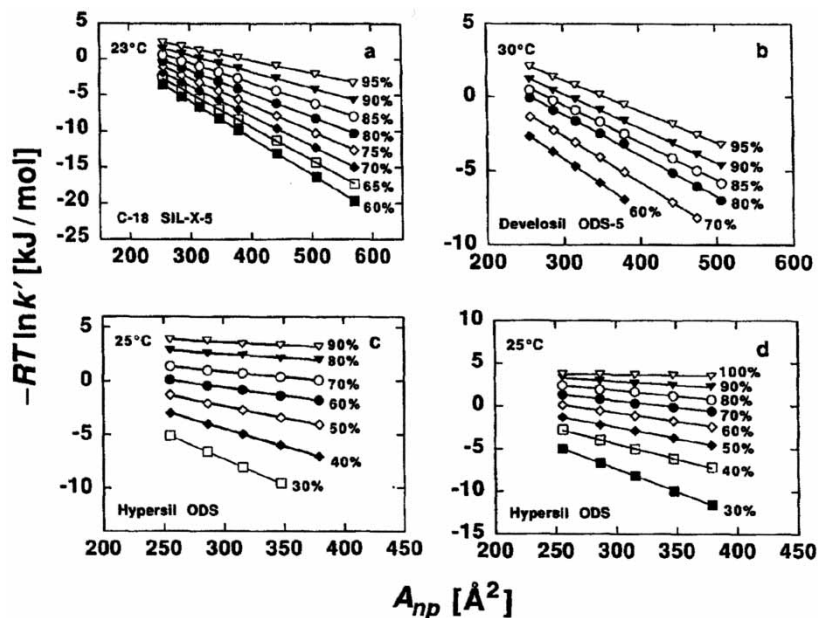 −RT ln k′ [kJ / mol]
a
23°C
5
0
-5
-10
-15
-20
-25
95%
90%
85%
80%
75%
70%
65%
60%
C-18 SIL-X-5
200 300 400 500 600
b
30°C
5
0
-5
-10
95%
90%
85%
80%
60%
70%
Develosil ODS-5
200 300 400 500 600
c
25°C
5
0
-5
-10
90%
80%
70%
60%
50%
40%
30%
Hypersil ODS
200 250 300 350 400 450
d
25°C
10
5
0
-5
-10
-15
100%
90%
80%
70%
60%
50%
40%
30%
Hypersil ODS
200 250 300 350 400 450
Anp [Å2]